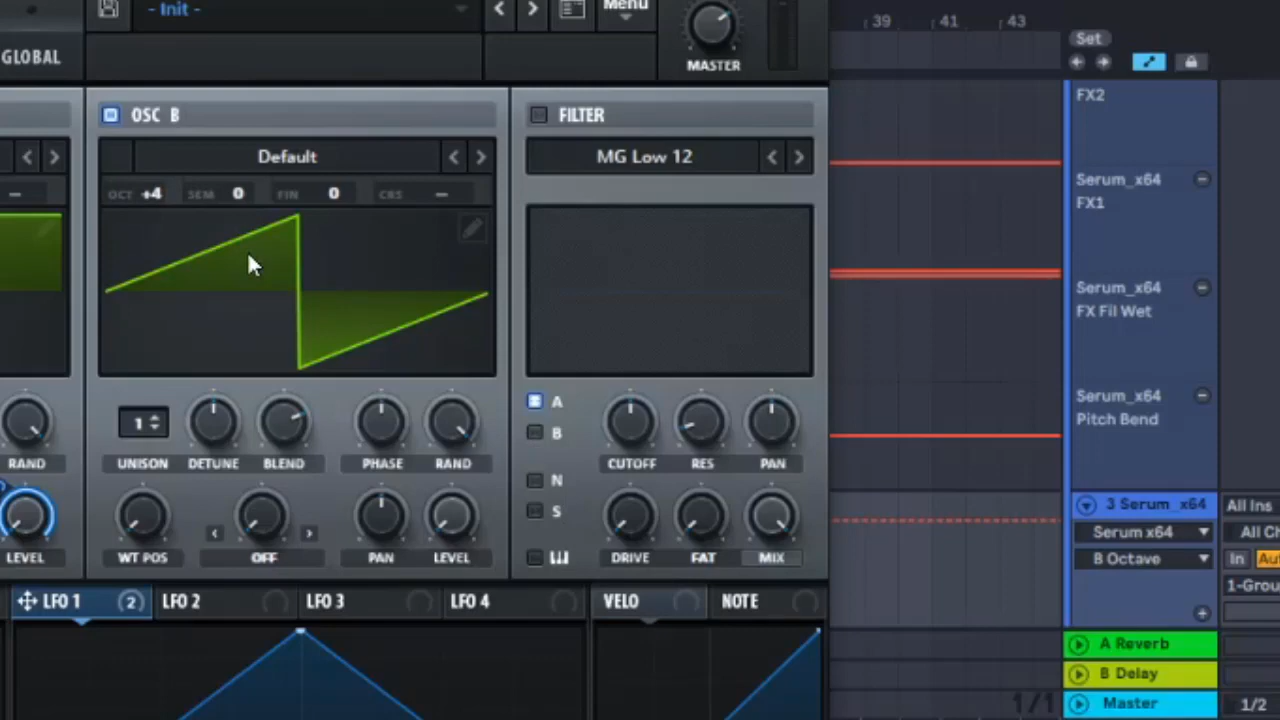 - Init -
Menu
MASTER
GLOBAL
OSC B
FILTER
Default
MG Low 12
OCT +4 SEM 0 FIN 0 CRS –
–
1
UNISON DETUNE BLEND PHASE RAND
RAND
WT POS OFF PAN LEVEL
LEVEL
A
B
N
S
CUTOFF RES PAN
DRIVE FAT MIX
LFO 1 2 LFO 2 LFO 3 LFO 4
VELO NOTE
39 41 43
Set
FX2
Serum_x64
FX1
Serum_x64
FX Fil Wet
Serum_x64
Pitch Bend
3 Serum_x64 All Ins
Serum x64
B Octave In
1-Group
A Reverb
B Delay
Master 1/2
1/1